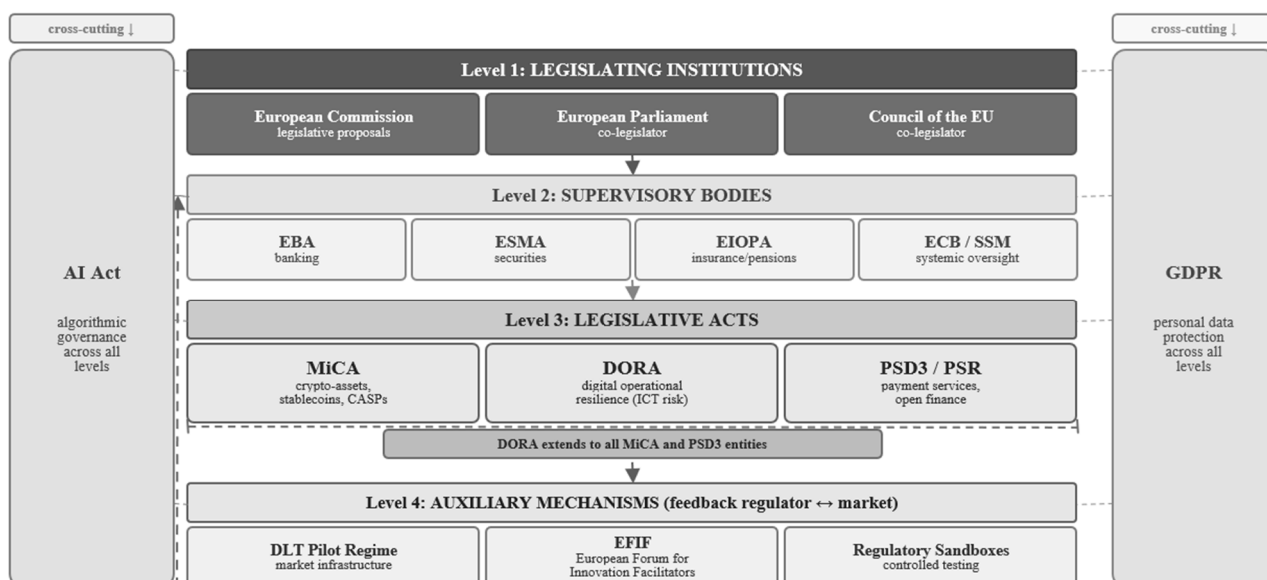 cross-cutting ↓
cross-cutting ↓
Level 1: LEGISLATING INSTITUTIONS
European Commission
legislative proposals
European Parliament
co-legislator
Council of the EU
co-legislator
Level 2: SUPERVISORY BODIES
EBA
banking
ESMA
securities
EIOPA
insurance/pensions
ECB / SSM
systemic oversight
AI Act
algorithmic
governance
across all
levels
GDPR
personal data
protection
across all
levels
Level 3: LEGISLATIVE ACTS
MiCA
crypto-assets,
stablecoins, CASPs
DORA
digital operational
resilience (ICT risk)
PSD3 / PSR
payment services,
open finance
DORA extends to all MiCA and PSD3 entities
Level 4: AUXILIARY MECHANISMS (feedback regulator ↔ market)
DLT Pilot Regime
market infrastructure
EFIF
European Forum for
Innovation Facilitators
Regulatory Sandboxes
controlled testing